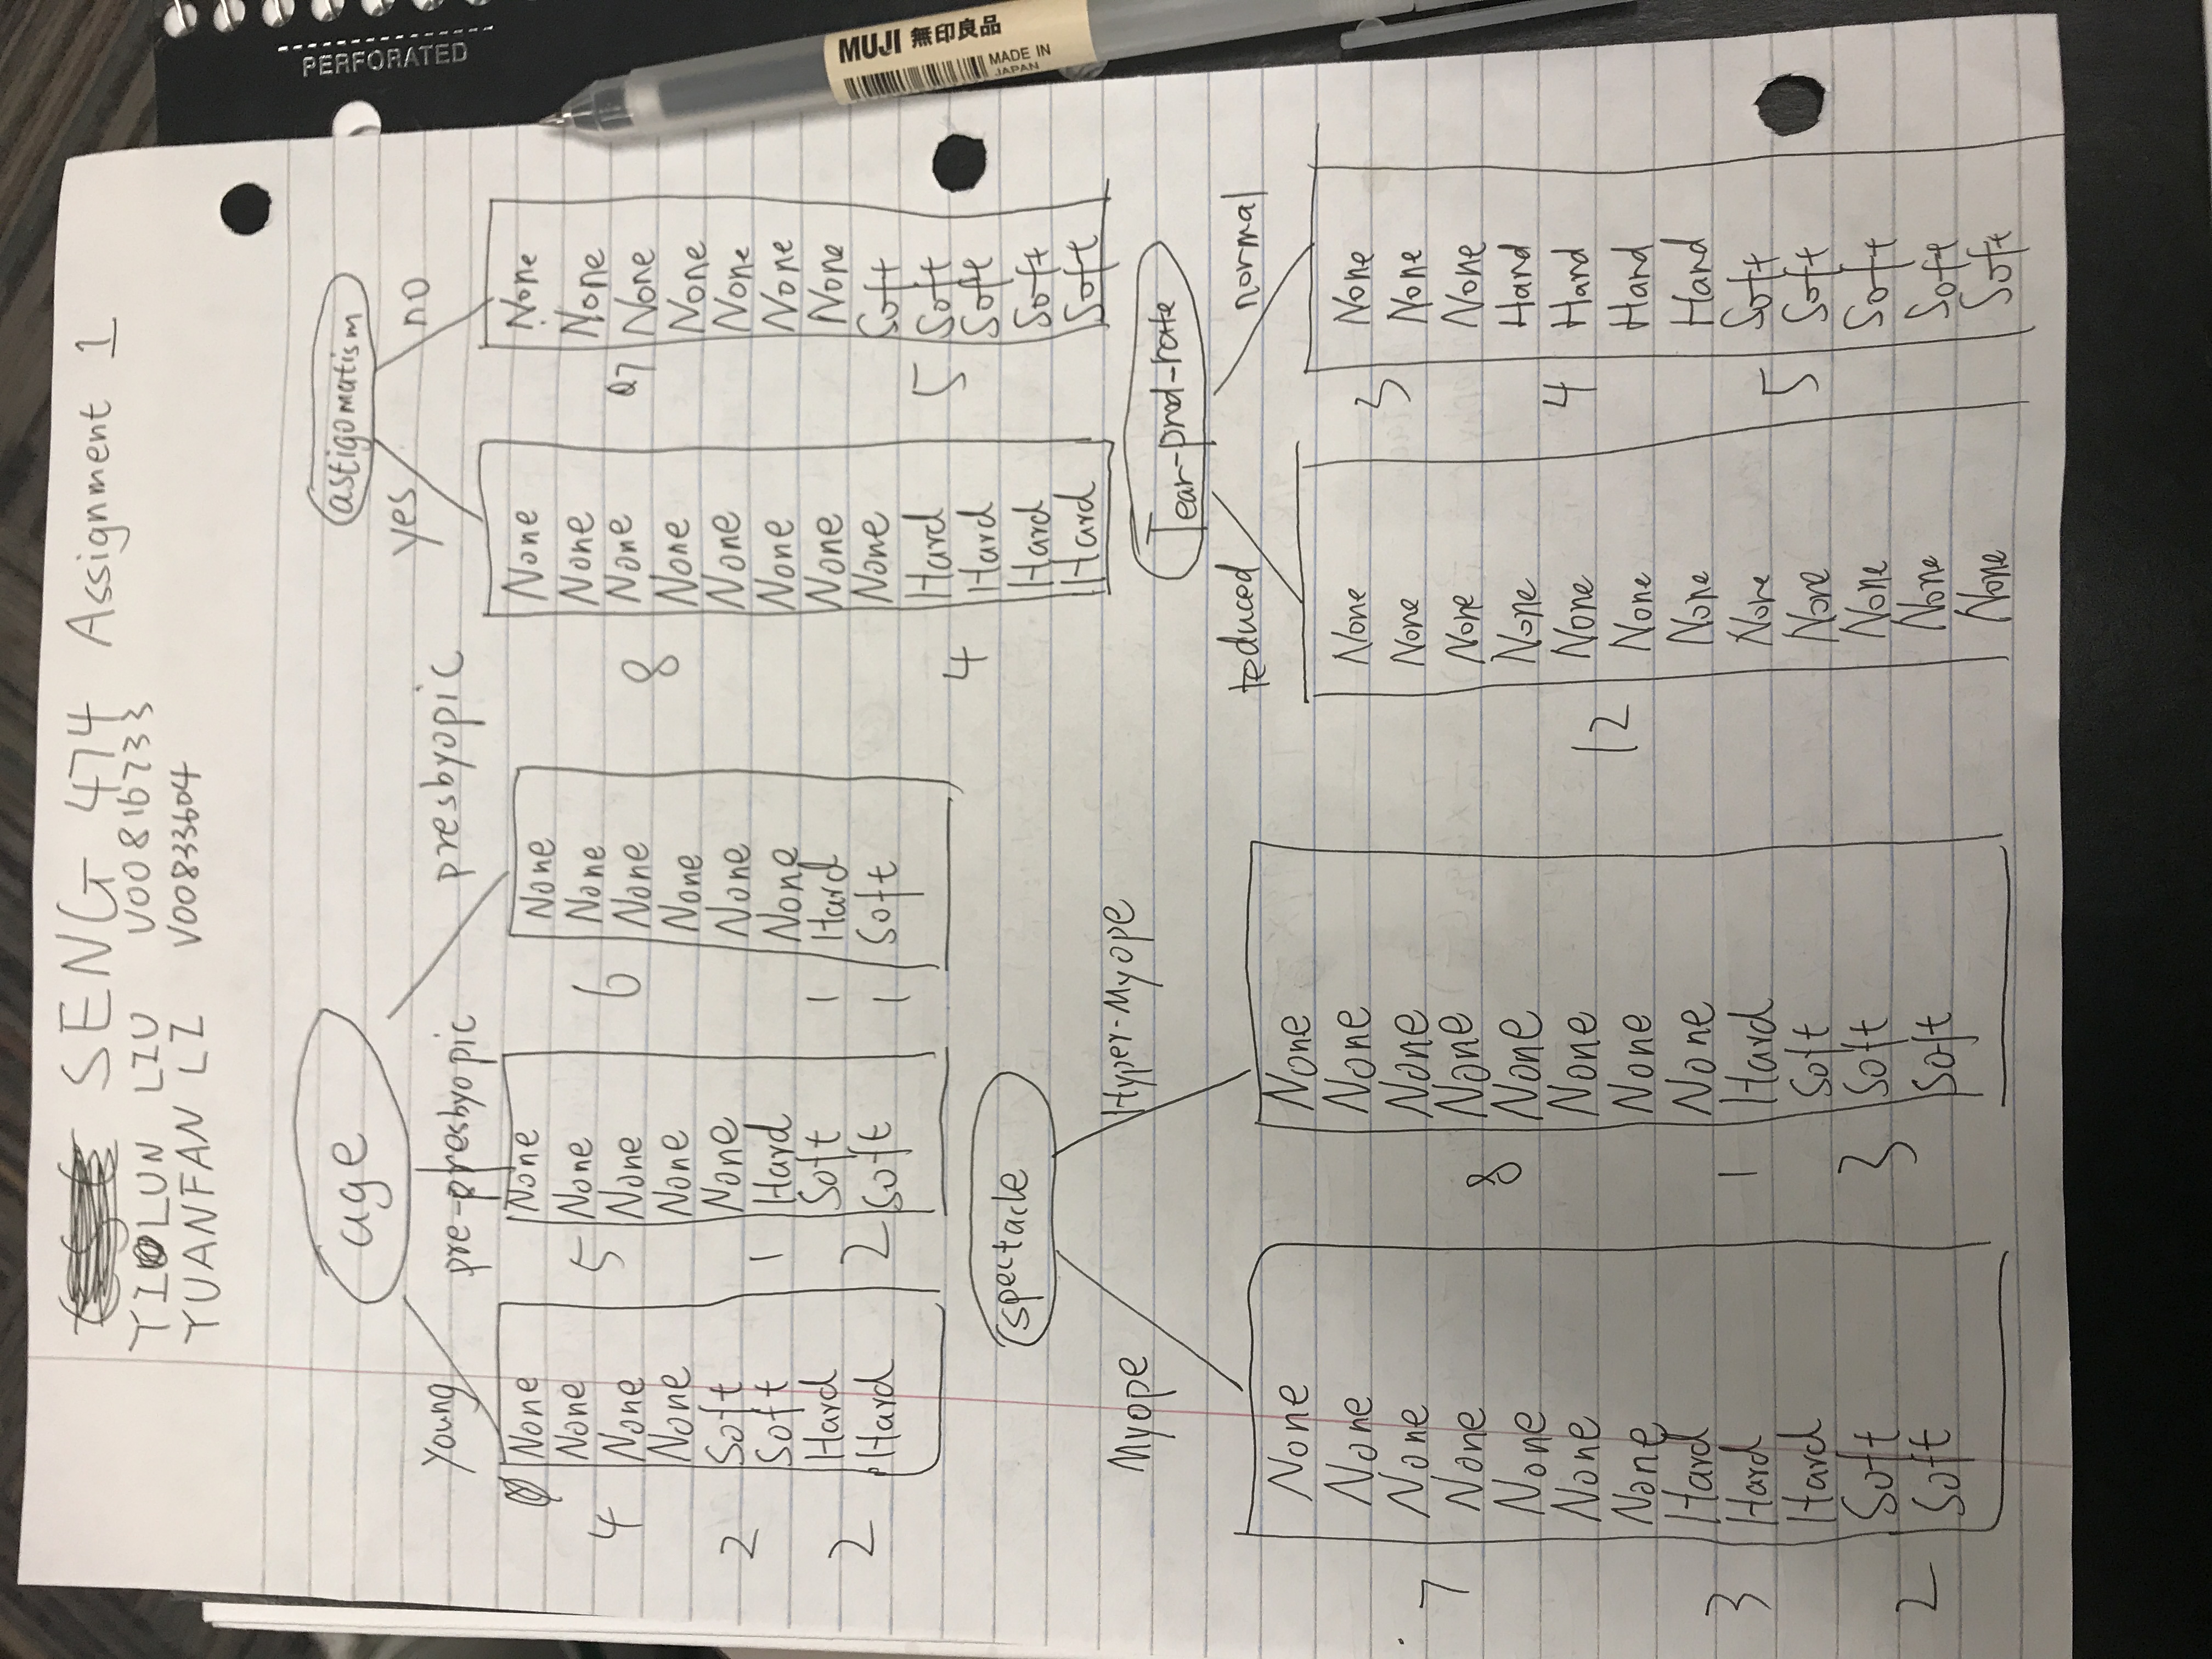 SENG 474 Assignment 1
YILUN LIU V00816733
YUANFAN LI V00833604
age
young
pre-presbyopic
presbyopic
4
2
2
None
None
None
None
Soft
Soft
Hard
Hard
5
1
2
None
None
None
None
None
Hard
Soft
Soft
6
1
1
None
None
None
None
None
None
Hard
Soft
astigomatism
yes
no
8
4
None
None
None
None
None
None
None
None
Hard
Hard
Hard
Hard
7
5
None
None
None
None
None
None
None
Soft
Soft
Soft
Soft
Soft
spectacle
Myope
Hyper-Myope
7
3
2
None
None
None
None
None
None
None
Hard
Hard
Hard
Soft
Soft
8
1
3
None
None
None
None
None
None
None
None
Hard
Soft
Soft
Soft
Tear-prod-rate
reduced
normal
12
None
None
None
None
None
None
None
None
None
None
None
None
3
4
5
None
None
None
Hard
Hard
Hard
Hard
Soft
Soft
Soft
Soft
Soft
PERFORATED
MUJI 無印良品
MADE IN
JAPAN